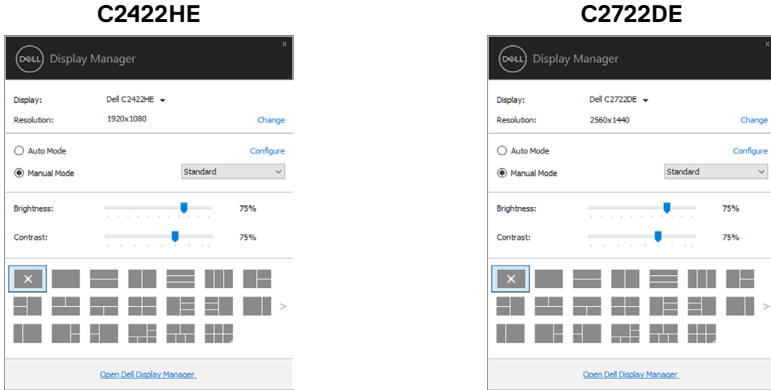 C2422HE
x
DELL Display Manager
Display: Dell C2422HE
Resolution: 1920x1080 Change
Auto Mode Configure
Manual Mode Standard
Brightness: 75%
Contrast: 75%
Open Dell Display Manager
C2722DE
x
DELL Display Manager
Display: Dell C2722DE
Resolution: 2560x1440 Change
Auto Mode Configure
Manual Mode Standard
Brightness: 75%
Contrast: 75%
Open Dell Display Manager